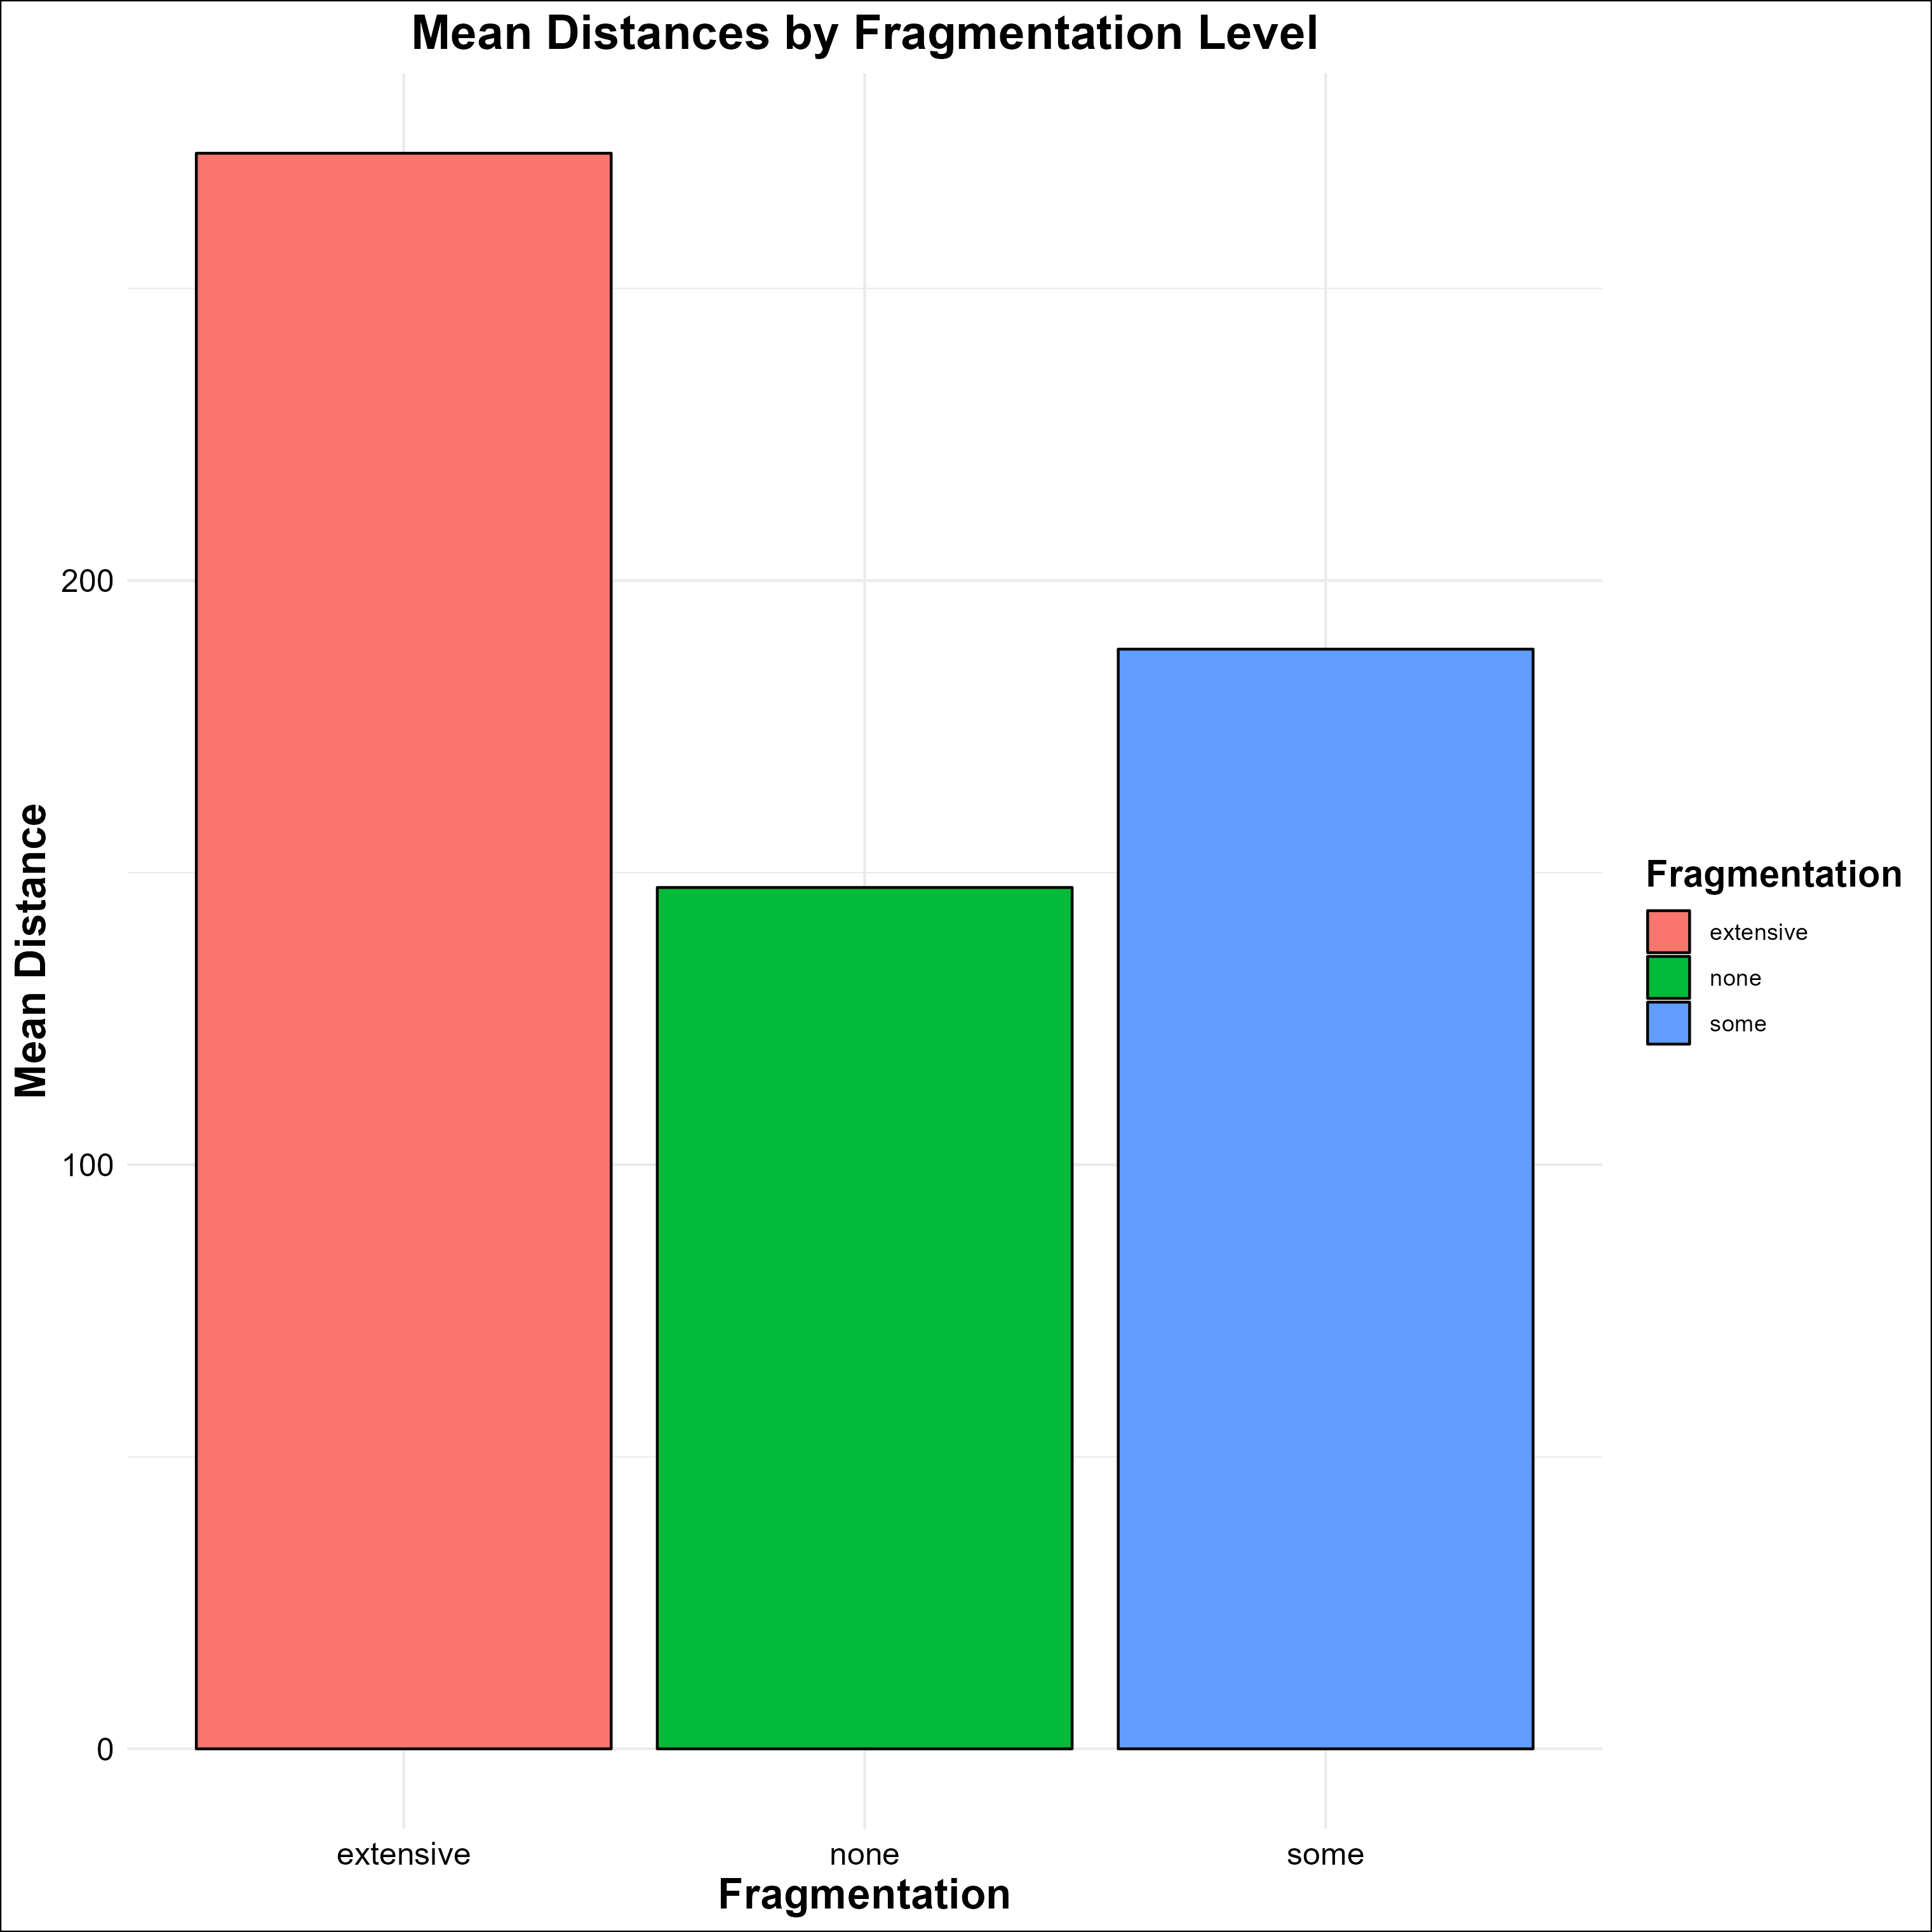 Mean Distances by Fragmentation Level
Mean Distance
200
100
0
extensive
none
some
Fragmentation
Fragmentation
extensive
none
some